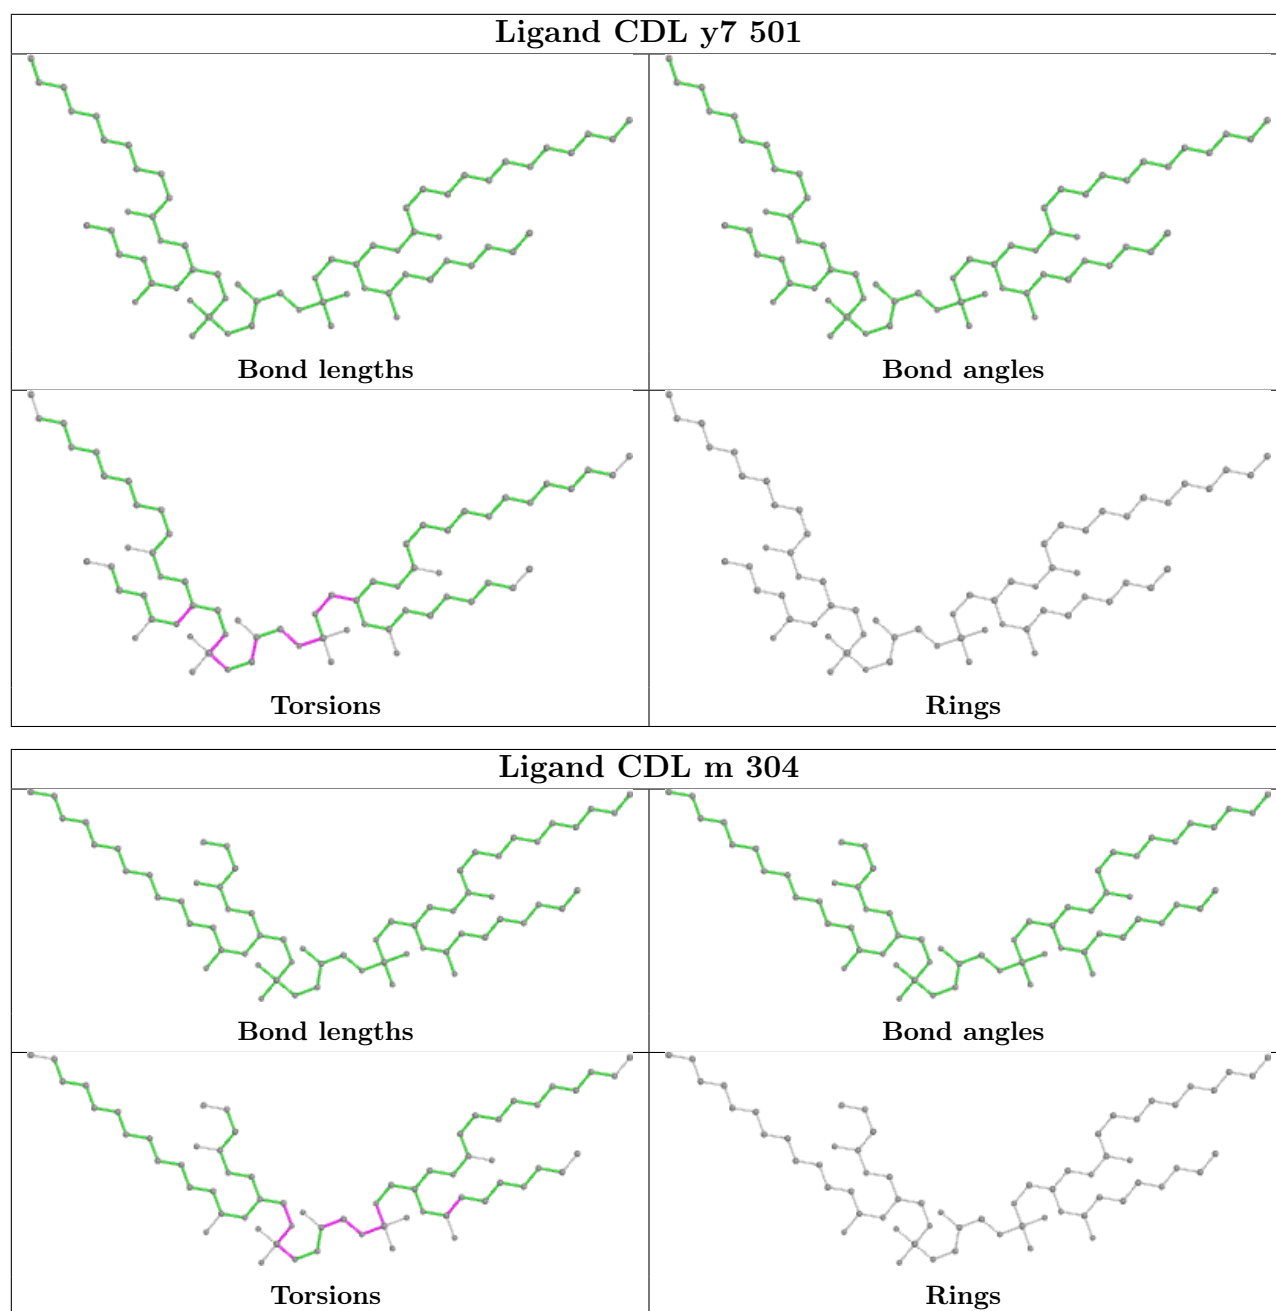 Ligand CDL y7 501
Bond lengths
Bond angles
Torsions
Rings
Ligand CDL m 304
Bond lengths
Bond angles
Torsions
Rings